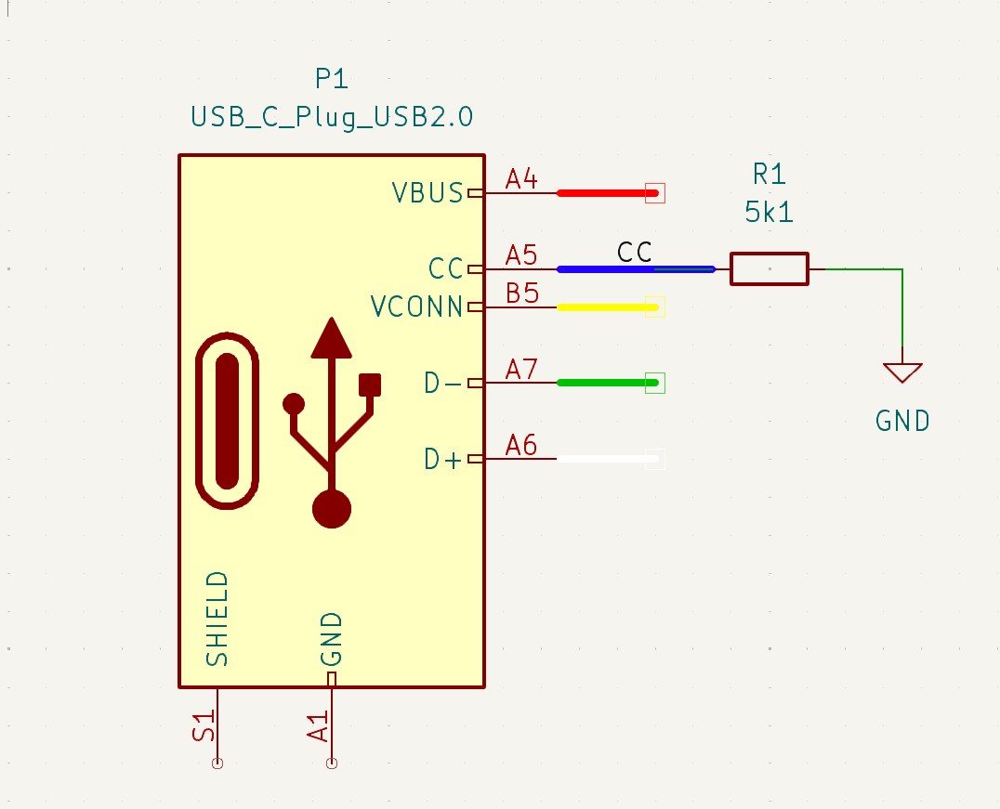 P1
USB_C_Plug_USB2.0
VBUS
A4
R1
5k1
CC
A5
CC
VCONN
B5
D-
A7
GND
D+
A6
SHIELD
GND
S1
A1